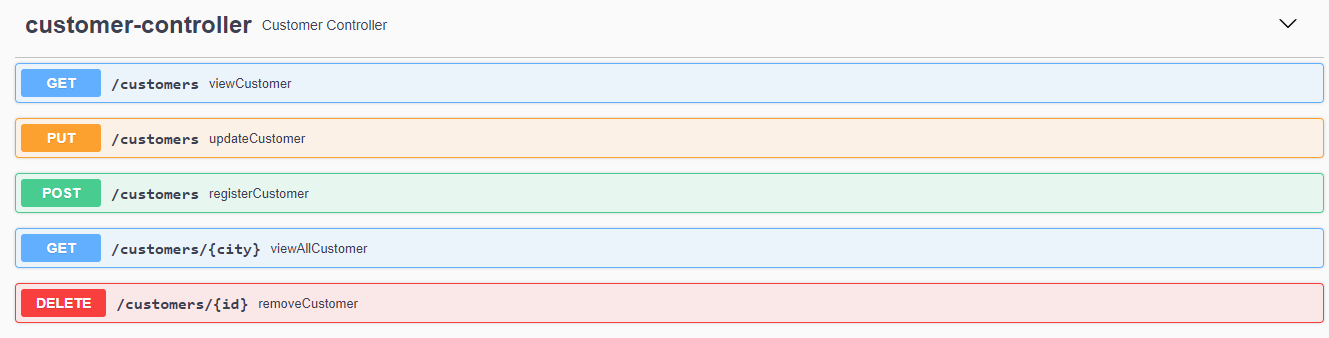 customer-controller Customer Controller
GET /customers viewCustomer
PUT /customers updateCustomer
POST /customers registerCustomer
GET /customers/{city} viewAllCustomer
DELETE /customers/{id} removeCustomer